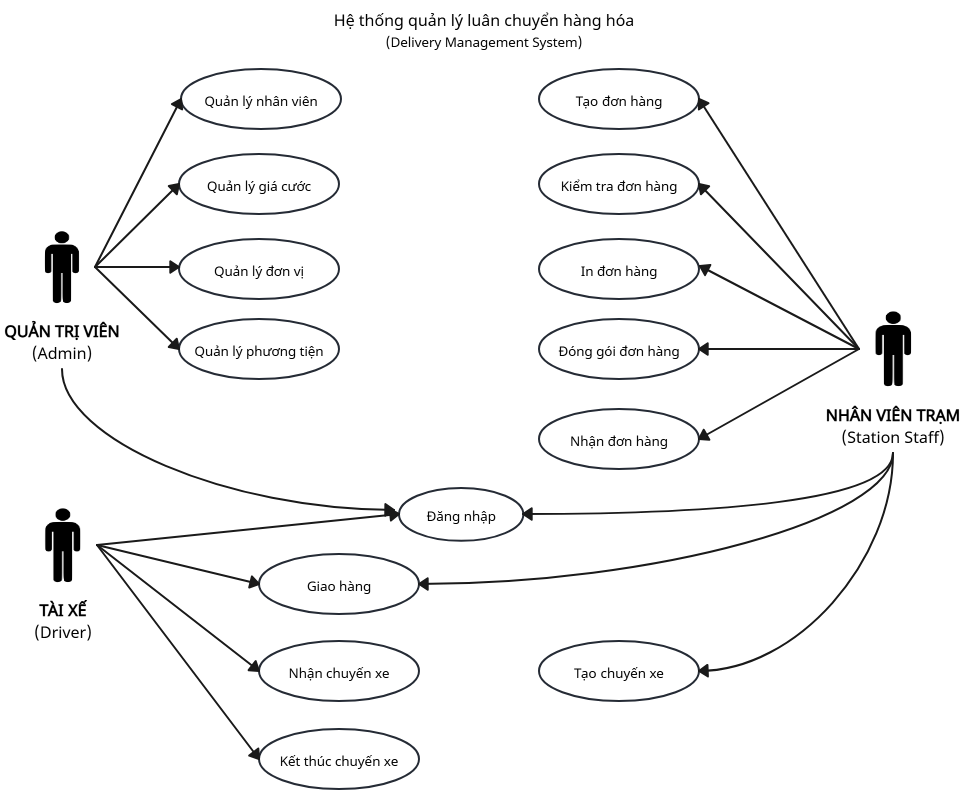 Hệ thống quản lý luân chuyển hàng hóa
(Delivery Management System)
Quản lý nhân viên
Tạo đơn hàng
Quản lý giá cước
Kiểm tra đơn hàng
Quản lý đơn vị
In đơn hàng
QUẢN TRỊ VIÊN
(Admin)
Quản lý phương tiện
Đóng gói đơn hàng
NHÂN VIÊN TRẠM
(Station Staff)
Nhận đơn hàng
Đăng nhập
Giao hàng
TÀI XẾ
(Driver)
Nhận chuyến xe
Tạo chuyến xe
Kết thúc chuyến xe